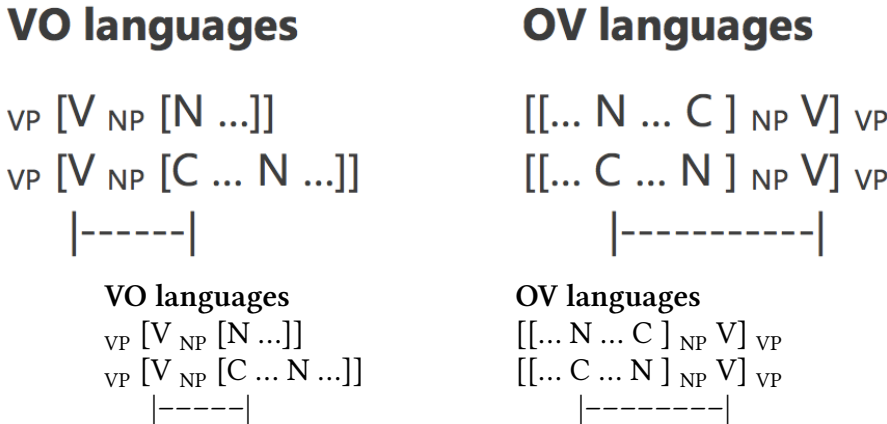 VO languages OV languages
VP [V NP [N ...]] [[... N ... C ] NP V] VP
VP [V NP [C ... N ...]] [[... C ... N ] NP V] VP
|------| |-----------|
VO languages OV languages
VP [V NP [N ...]] [[... N ... C ] NP V] VP
VP [V NP [C ... N ...]] [[... C ... N ] NP V] VP
|−−−−−| |−−−−−−−−|